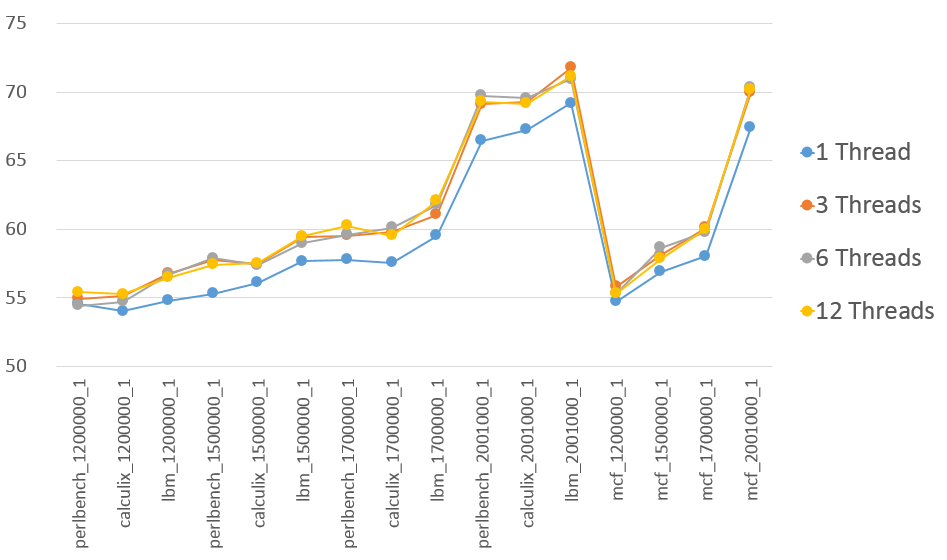 75
70
65
60
55
50
perlbench_1200000_1
calculix_1200000_1
lbm_1200000_1
perlbench_1500000_1
calculix_1500000_1
lbm_1500000_1
perlbench_1700000_1
calculix_1700000_1
lbm_1700000_1
perlbench_2001000_1
calculix_2001000_1
lbm_2001000_1
mcf_1200000_1
mcf_1500000_1
mcf_1700000_1
mcf_2001000_1
1 Thread
3 Threads
6 Threads
12 Threads